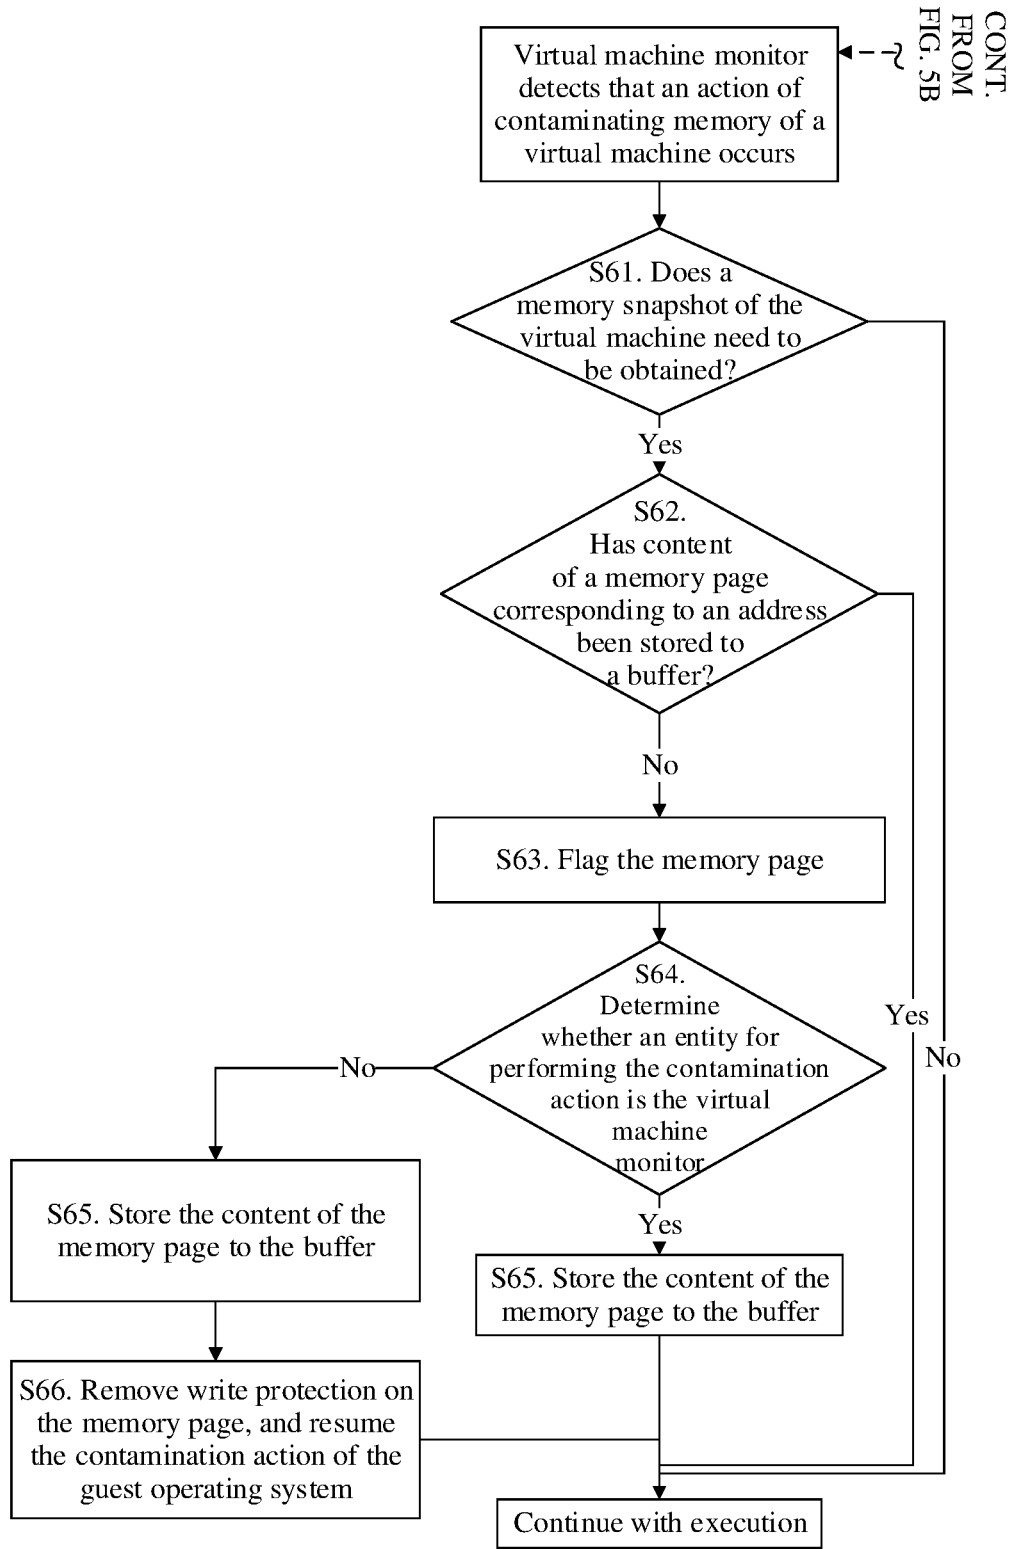 CONT.
FROM
FIG. 5B
Virtual machine monitor
detects that an action of
contaminating memory of a
virtual machine occurs
S61. Does a
memory snapshot of the
virtual machine need to
be obtained?
Yes
S62.
Has content
of a memory page
corresponding to an address
been stored to
a buffer?
No
S63. Flag the memory page
S64.
Determine
whether an entity for
performing the contamination
action is the virtual
machine
monitor
Yes
No
No
Yes
S65. Store the content of the
memory page to the buffer
S65. Store the content of the
memory page to the buffer
S66. Remove write protection on
the memory page, and resume
the contamination action of the
guest operating system
Continue with execution